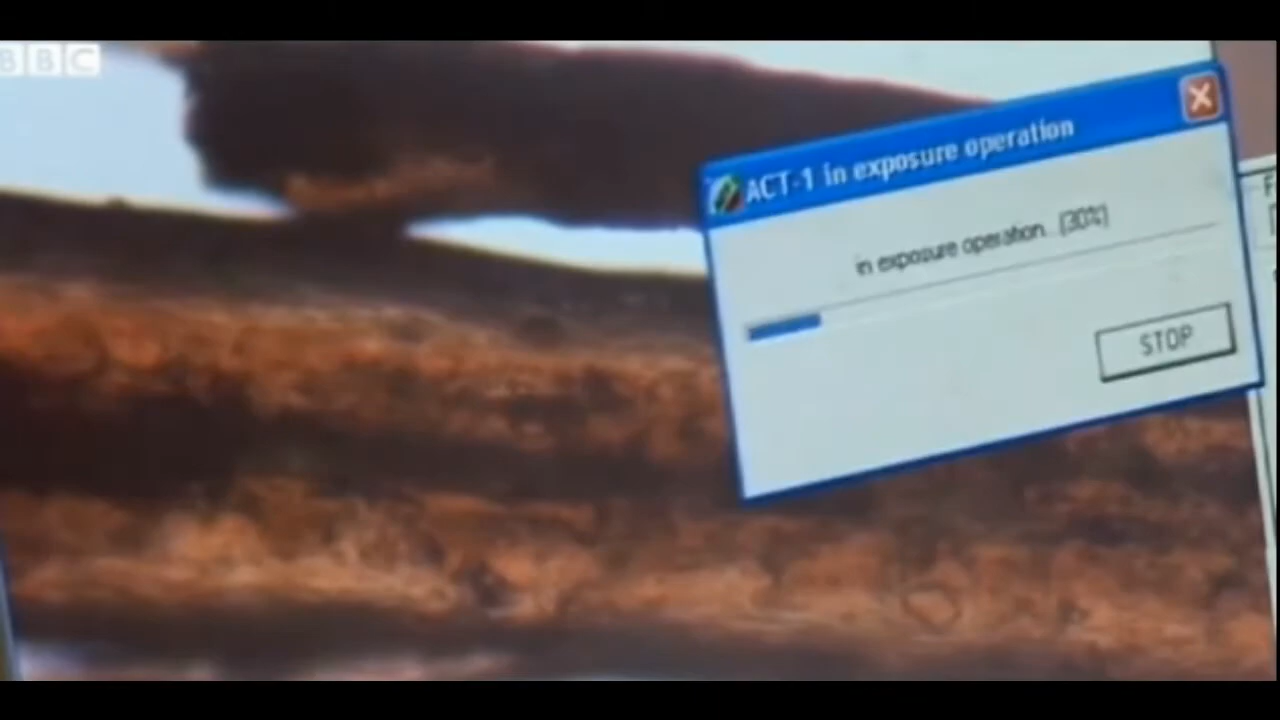 BBC
ACT-1 in exposure operation
in exposure operation... (30%)
STOP